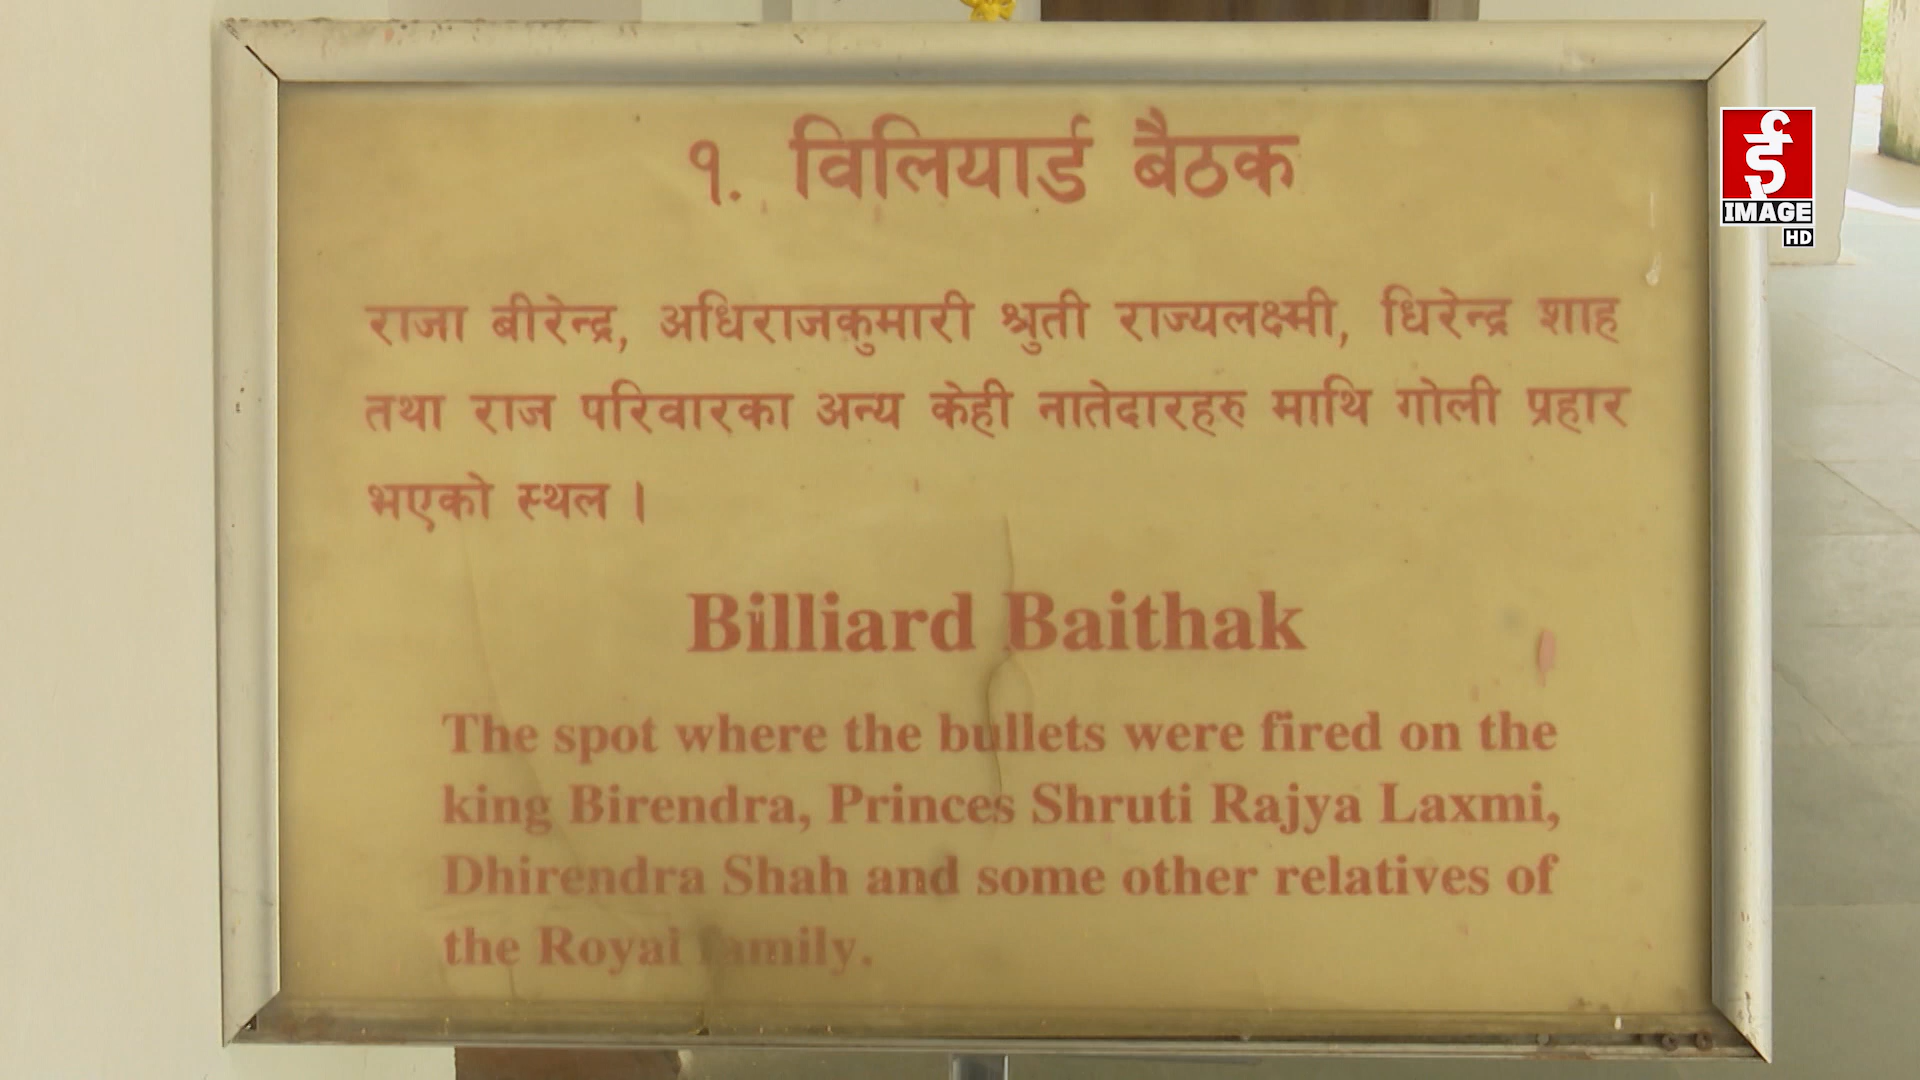 १. विलियार्ड बैठक
राजा बीरेन्द्र, अधिराजकुमारी श्रुती राज्यलक्ष्मी, धिरेन्द्र शाह
तथा राज परिवारका अन्य केही नातेदारहरु माथि गोली प्रहार
भएको स्थल ।
Billiard Baithak
The spot where the bullets were fired on the
king Birendra, Princes Shruti Rajya Laxmi,
Dhirendra Shah and some other relatives of
the Royal family.
ई
IMAGE
HD